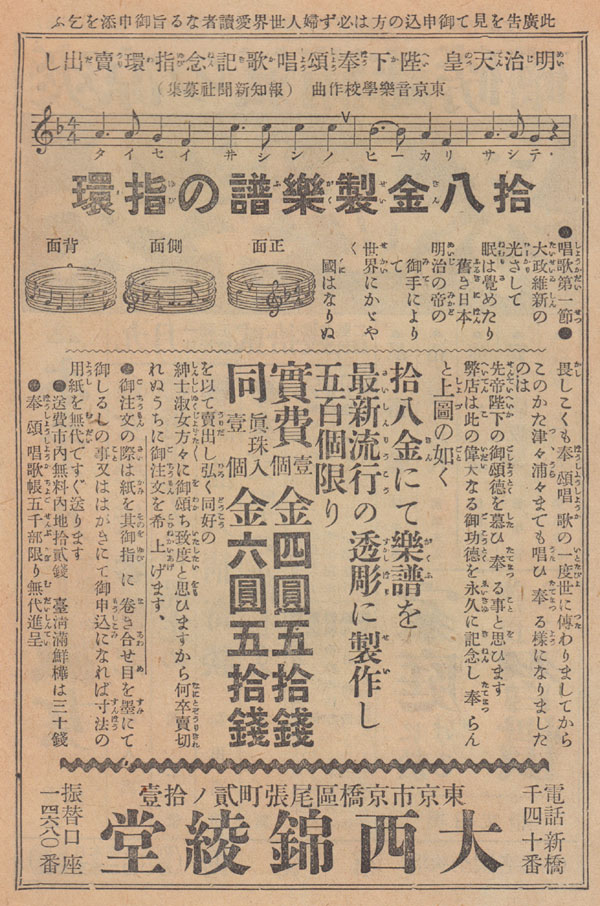 此廣告を見て御申込の方は必ず婦人世界愛讀者なる旨御申添を乞ふ
明治天皇陛下奉頌唱歌記念指環賣出し
東京音樂學校作曲（報知新聞社募集）
タイセイ井シンノヒーカリサシテ・
拾八金製樂譜の指環
●唱歌第一節●
大政維新の
光さして
眠は覺めたり
舊き日本
明治の帝の
御手により
て
世界にかゞや
く
國はなりぬ
正面
側面
背面
畏しこくも奉頌唱歌の一度世に傳わりましてから
このかた津々浦々までも唱ひ奉る樣になりました
のは
先帝陛下の御頌德を慕ひ奉る事と思ひます
弊店は此の偉大なる御功德を永久に記念し奉らん
と上圖の如く
拾八金にて樂譜を
最新流行の透彫に製作し
五百個限り
實費壹個金四圓五拾錢
同眞珠入壹個金六圓五拾錢
を以て賣出し弘く同好の
紳士淑女方々に御頒ち致度と思ひますから何卒賣切
れぬうちに御注文を希上げます、
●御注文の際は紙を其御指に卷き合せ目を墨にて
御しるしの事又ははがきにて御申込になれば寸法の
用紙を無代ですぐ送ります
●送費市内無料内地拾貳錢　臺淸滿鮮樺は三十錢
●奉頌唱歌帳五千部限り無代進呈
電話新橋
千四十番
東京市京橋區尾張町貳ノ拾壹
大西錦綾堂
振替口座
一四六八〇番